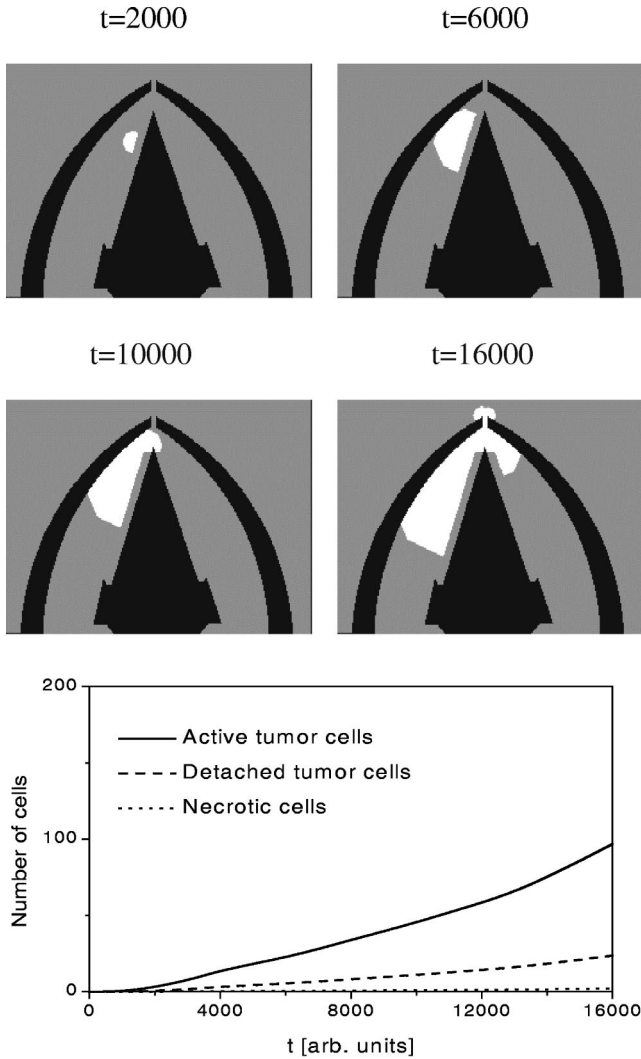 t=2000
t=6000
t=10000
t=16000
200
100
0
Number of cells
Active tumor cells
Detached tumor cells
Necrotic cells
0
4000
8000
12000
16000
t [arb. units]